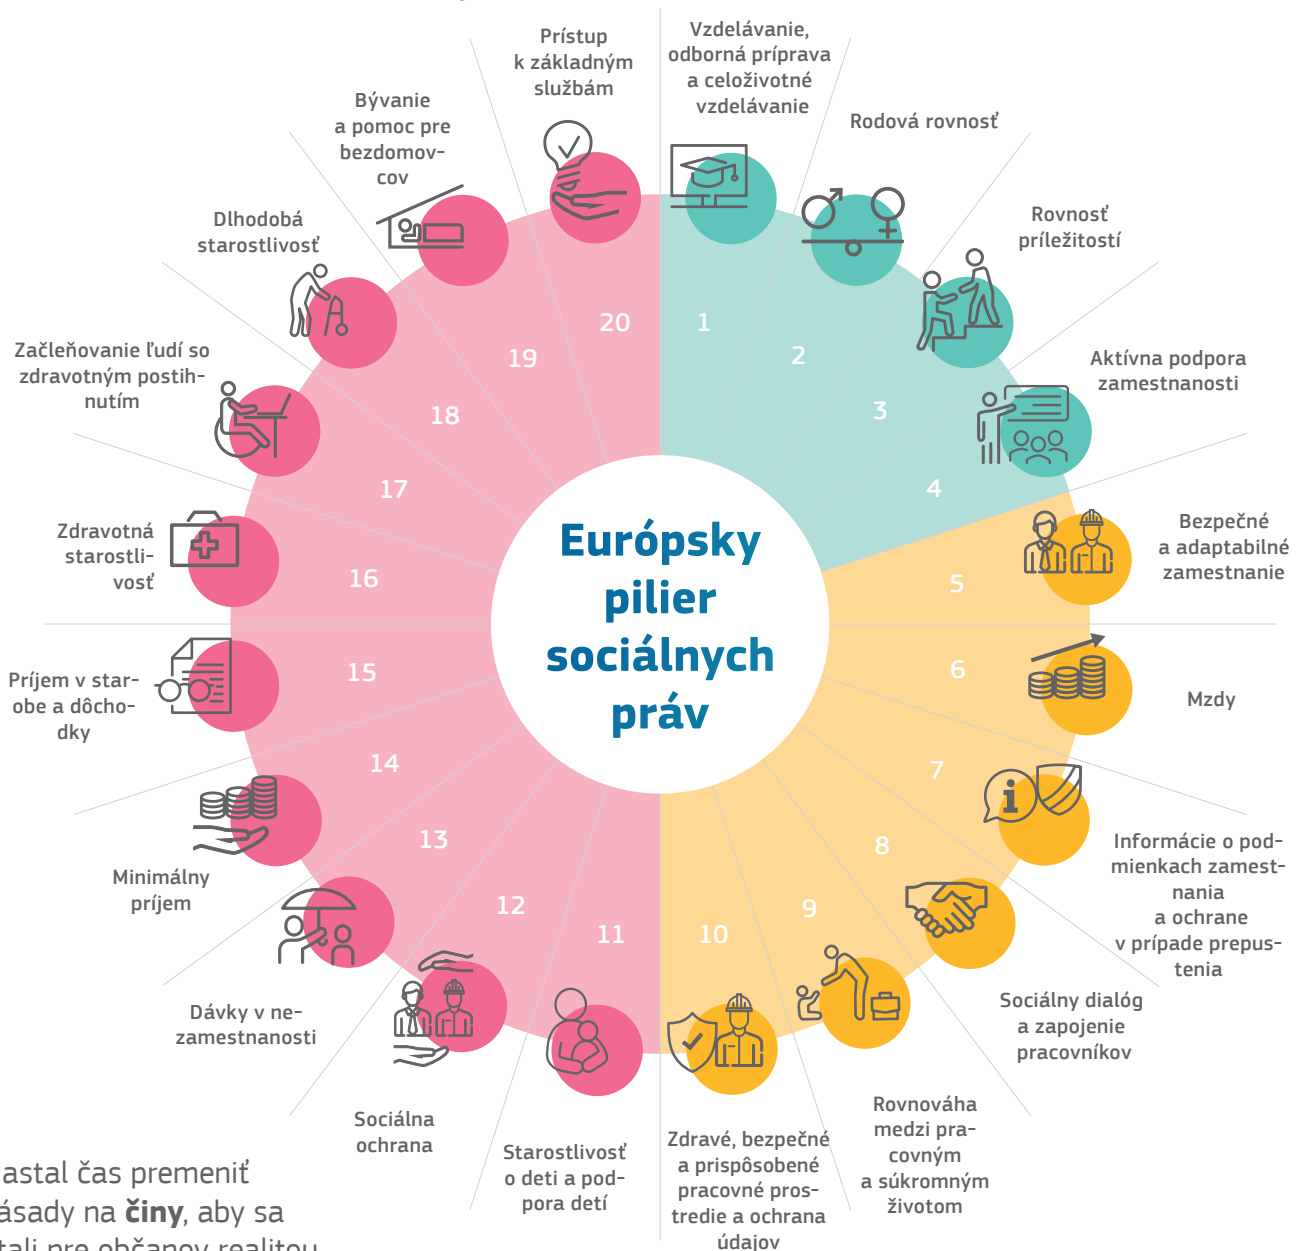 Prístup
k základným
službám
Vzdelávanie,
odborná príprava
a celoživotné
vzdelávanie
Bývanie
a pomoc pre
bezdomov-
cov
Rodová rovnosť
Dlhodobá
starostlivosť
Rovnosť
príležitostí
Začleňovanie ľudí so
zdravotným postih-
nutím
Aktívna podpora
zamestnanosti
Zdravotná
starostli-
vosť
Bezpečné
a adaptabilné
zamestnanie
Príjem v star-
obe a dôcho-
dky
Mzdy
Minimálny
príjem
Informácie o pod-
mienkach zamest-
nania
a ochrane
v prípade prepus-
tenia
Dávky v ne-
zamestnanosti
Sociálny dialóg
a zapojenie
pracovníkov
Sociálna
ochrana
Starostlivosť
o deti a pod-
pora detí
Zdravé, bezpečné
a prispôsobené
pracovné pros-
tredie a ochrana
údajov
Rovnováha
medzi pra-
covným
a súkromným
životom
20
1
19
2
18
3
17
4
16
5
15
6
14
7
13
8
12
9
11
10
Európsky
pilier
sociálnych
práv
astal čas premeniť
ásady na činy, aby sa
tali pre občanov realitou